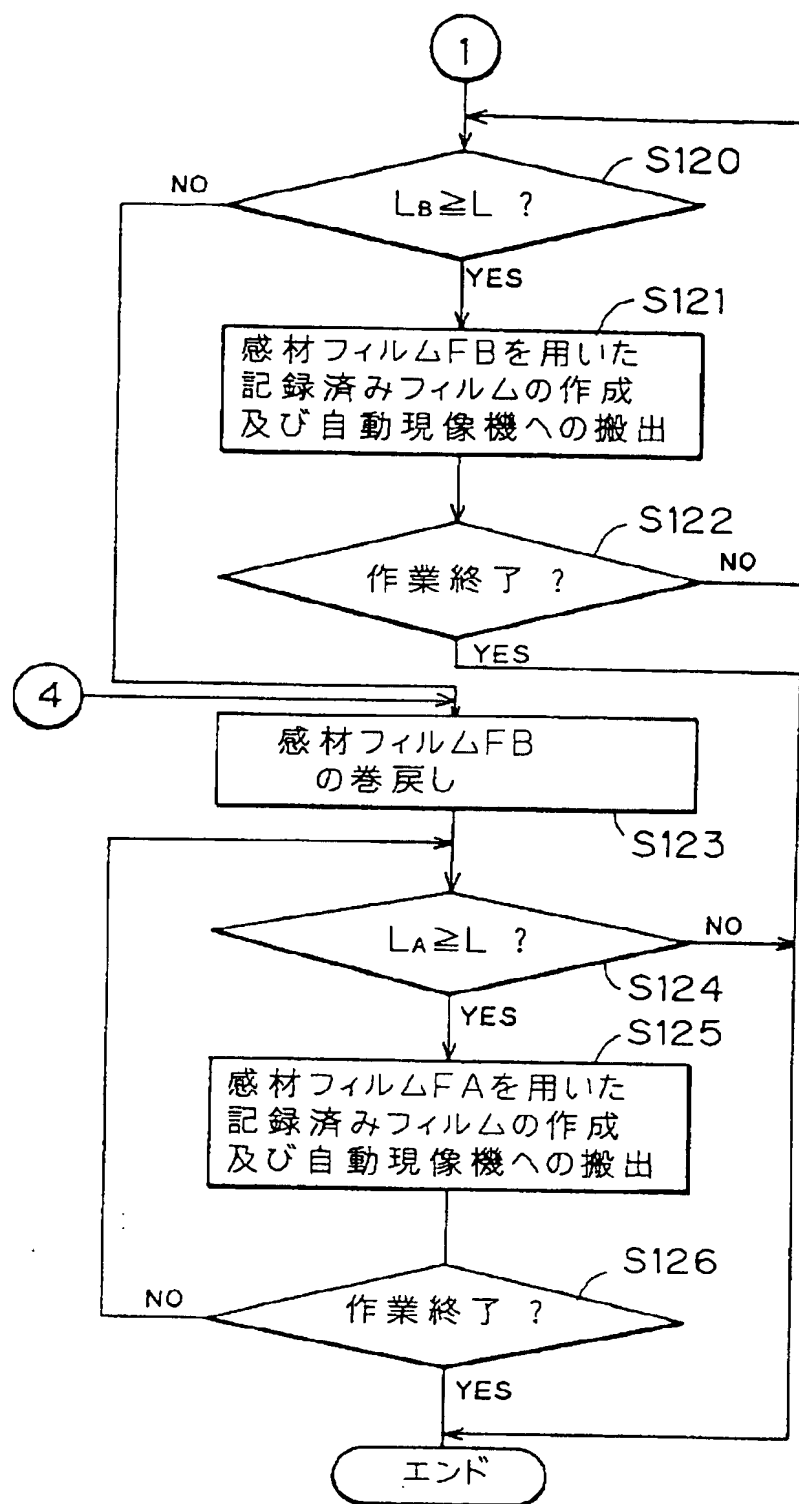 1
S120
NO
LB≧L ?
YES
S121
感材フィルムFBを用いた
記録済みフィルムの作成
及び自動現像機への搬出
S122
作業終了 ?
NO
YES
4
感材フィルムFB
の巻戻し
S123
LA≧L ?
NO
S124
YES
S125
感材フィルムFAを用いた
記録済みフィルムの作成
及び自動現像機への搬出
S126
NO
作業終了 ?
YES
エンド